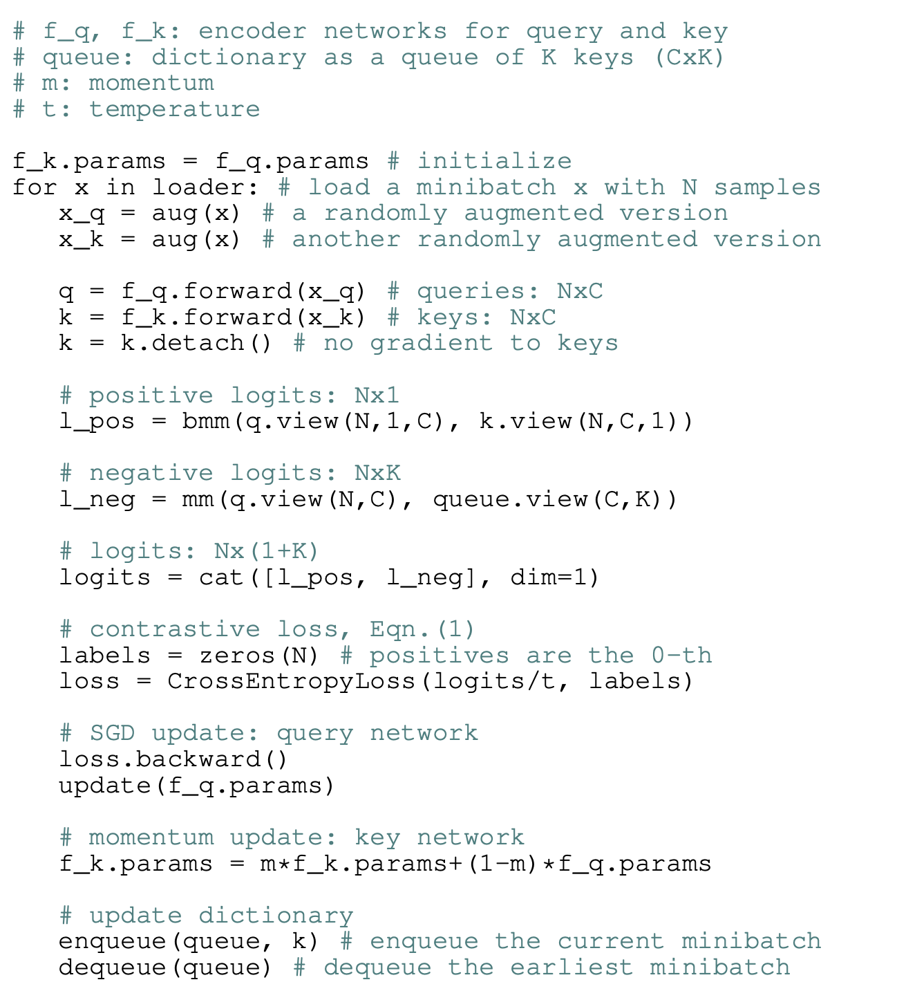 # f_q, f_k: encoder networks for query and key
# queue: dictionary as a queue of K keys (CxK)
# m: momentum
# t: temperature
f_k.params = f_q.params # initialize
for x in loader: # load a minibatch x with N samples
x_q = aug(x) # a randomly augmented version
x_k = aug(x) # another randomly augmented version
q = f_q.forward(x_q) # queries: NxC
k = f_k.forward(x_k) # keys: NxC
k = k.detach() # no gradient to keys
# positive logits: Nx1
l_pos = bmm(q.view(N,1,C), k.view(N,C,1))
# negative logits: NxK
l_neg = mm(q.view(N,C), queue.view(C,K))
# logits: Nx(1+K)
logits = cat([l_pos, l_neg], dim=1)
# contrastive loss, Eqn.(1)
labels = zeros(N) # positives are the 0-th
loss = CrossEntropyLoss(logits/t, labels)
# SGD update: query network
loss.backward()
update(f_q.params)
# momentum update: key network
f_k.params = m*f_k.params+(1-m)*f_q.params
# update dictionary
enqueue(queue, k) # enqueue the current minibatch
dequeue(queue) # dequeue the earliest minibatch